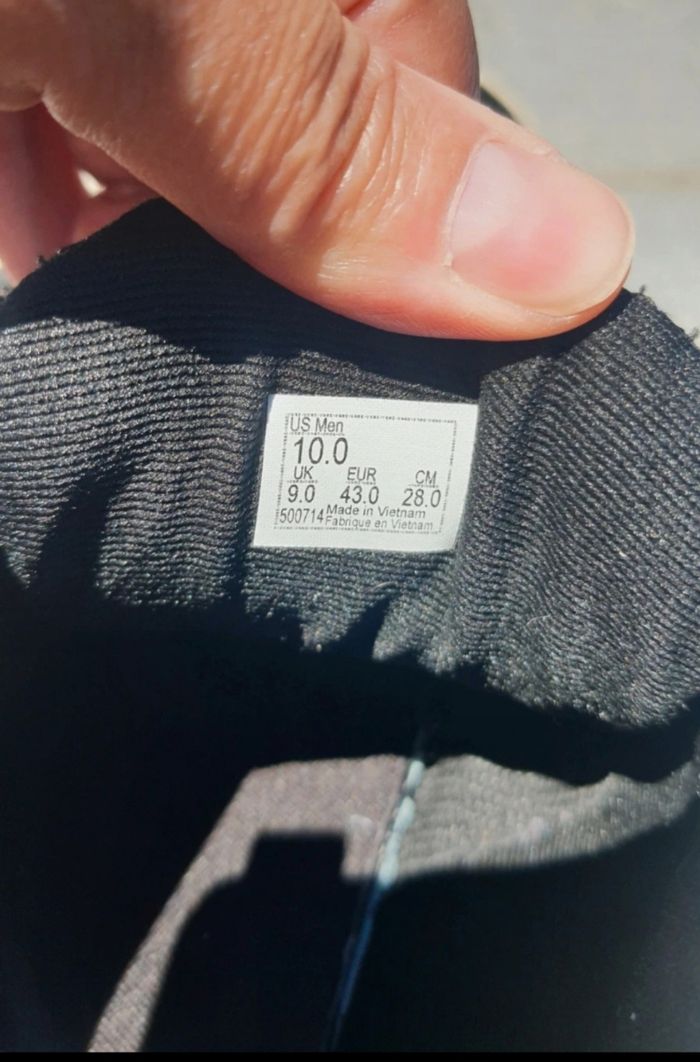 US Men
10.0
UK EUR CM
9.0 43.0 28.0
500714 Made in Vietnam
Fabriqué en Vietnam